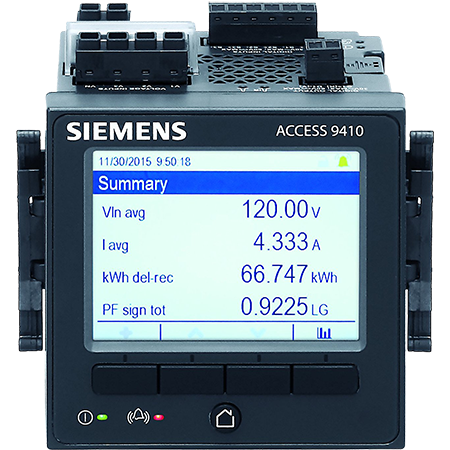 SIEMENS
ACCESS 9410
11/30/2015 9:50:18
Summary
Vln avg 120.00 V
I avg 4.333 A
kWh del-rec 66.747 kWh
PF sign tot 0.9225 LG